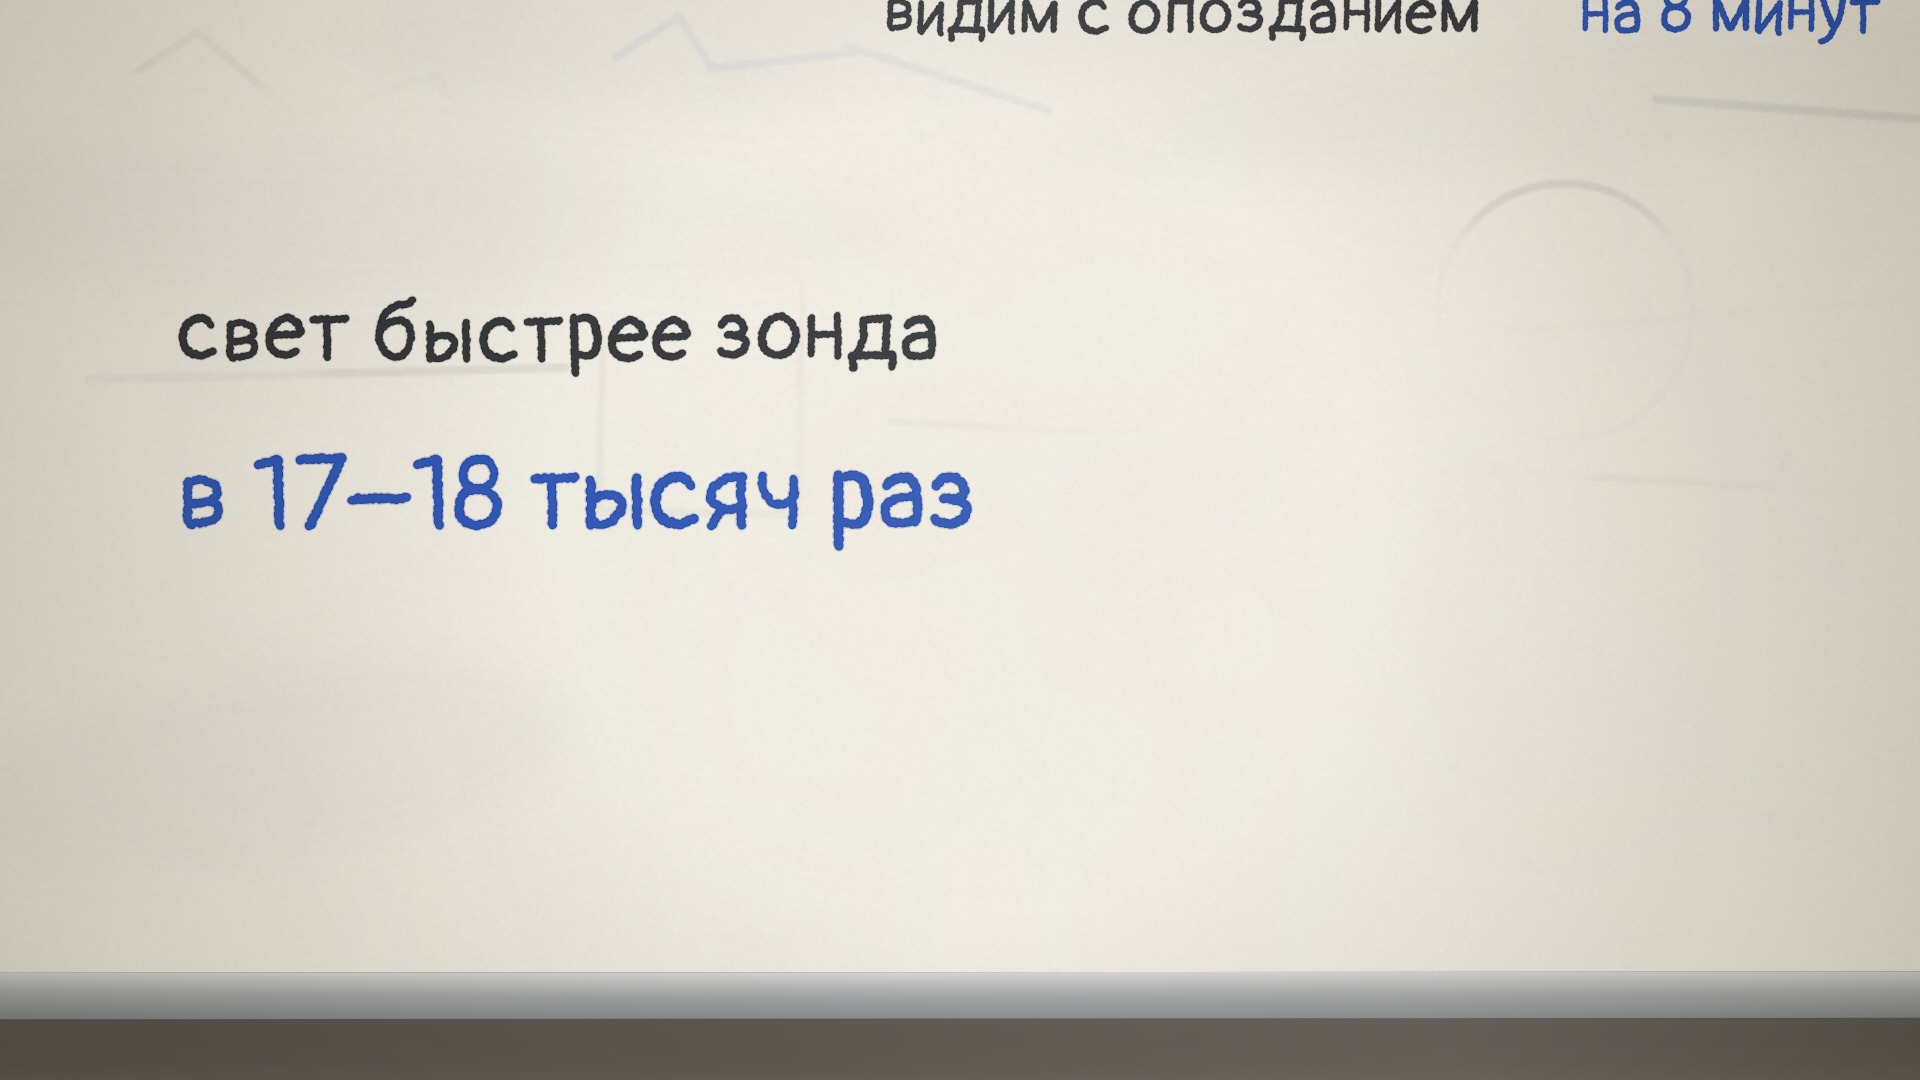 видим с опозданием на 8 минут
свет быстрее зонда
в 17–18 тысяч раз